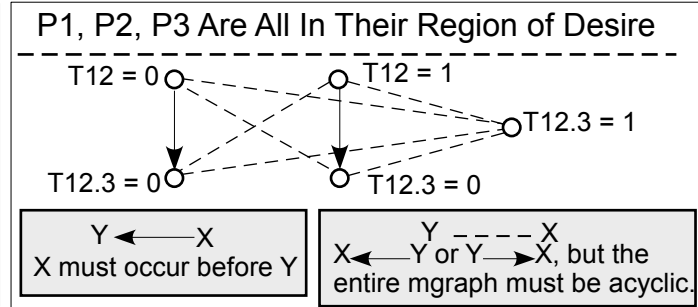 P1, P2, P3 Are All In Their Region of Desire
T12 = 0 T12 = 1
T12.3 = 1
T12.3 = 0 T12.3 = 0
Y X
X must occur before Y
Y X
X Y or Y X, but the
entire mgraph must be acyclic.